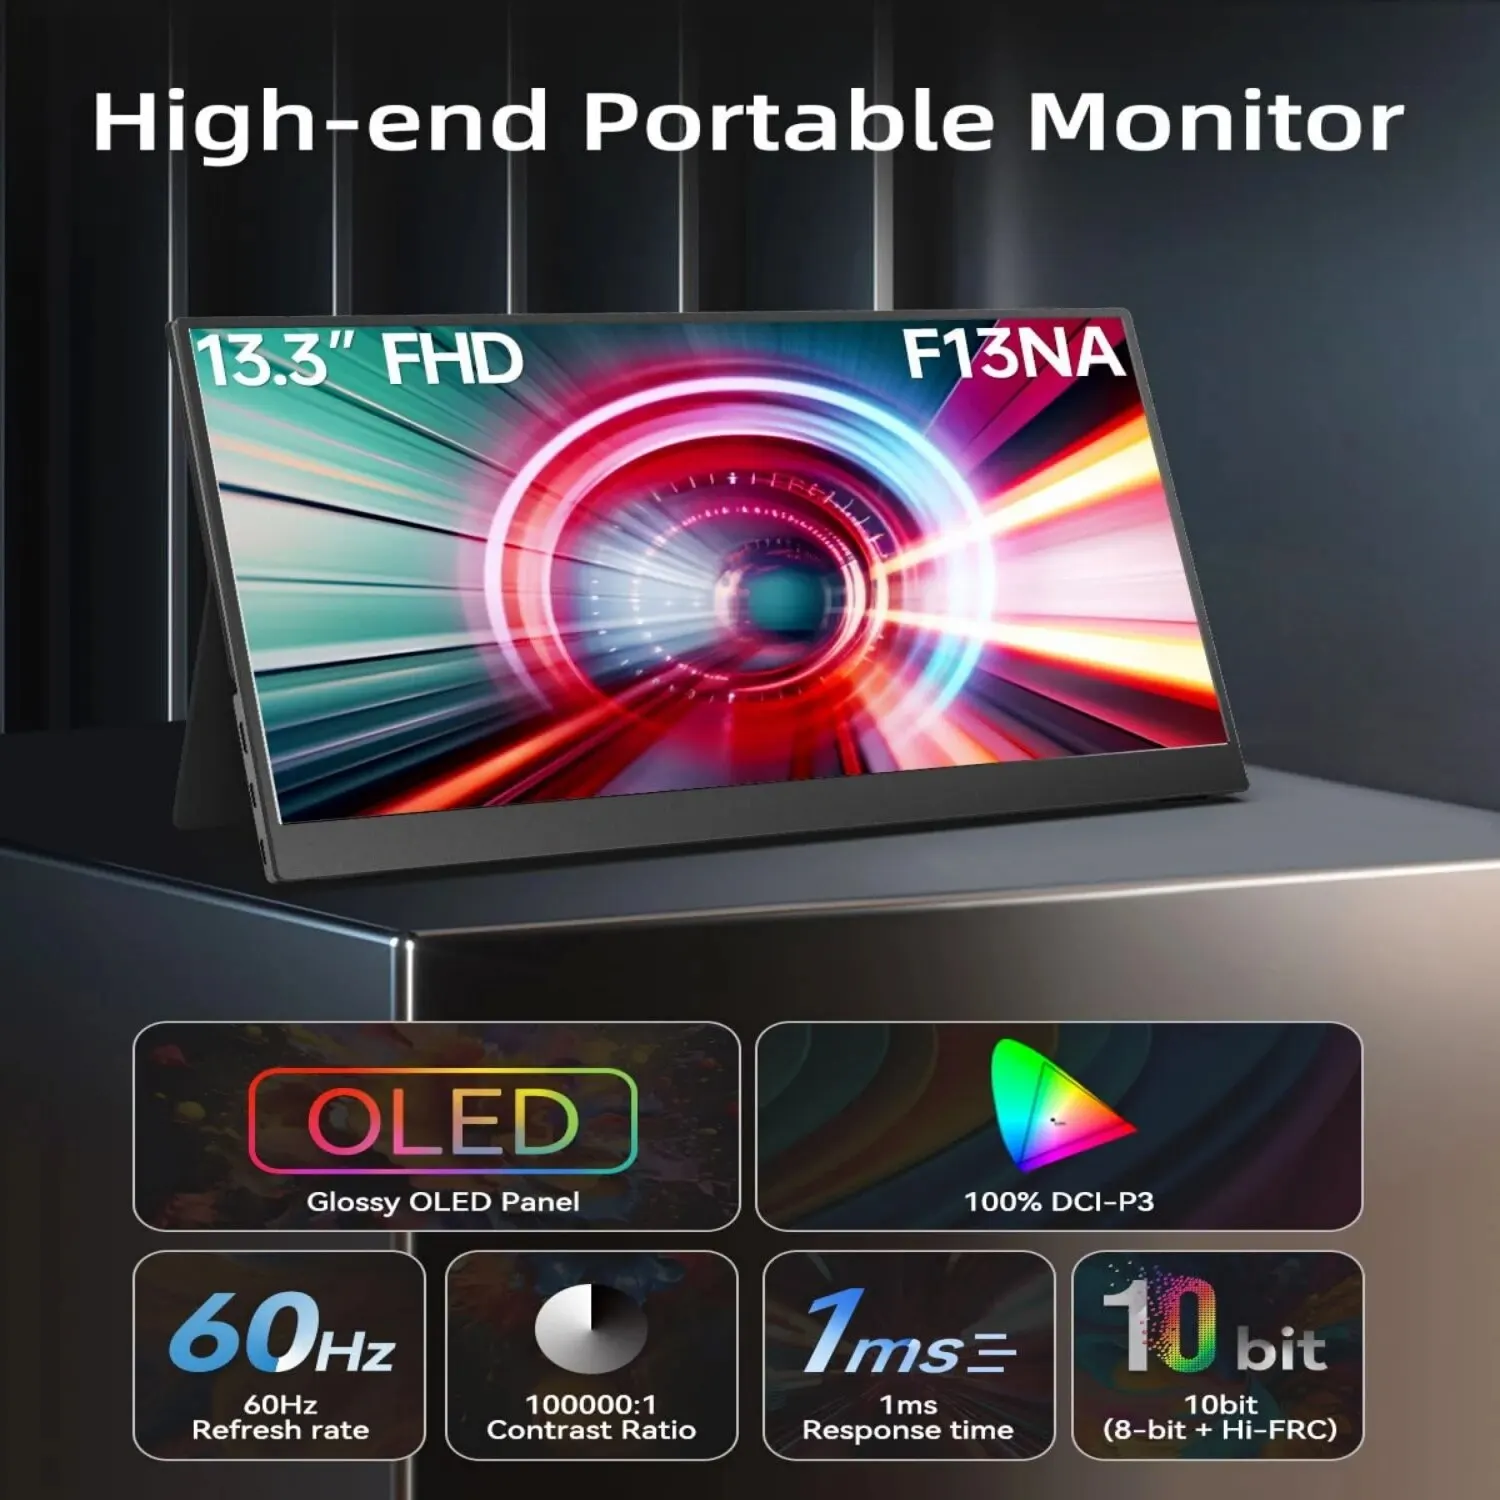 High-end Portable Monitor
13.3" FHD F13NA
OLED
Glossy OLED Panel
100% DCI-P3
60Hz
60Hz
Refresh rate
100000:1
Contrast Ratio
1ms
1ms
Response time
10 bit
10bit
(8-bit + Hi-FRC)